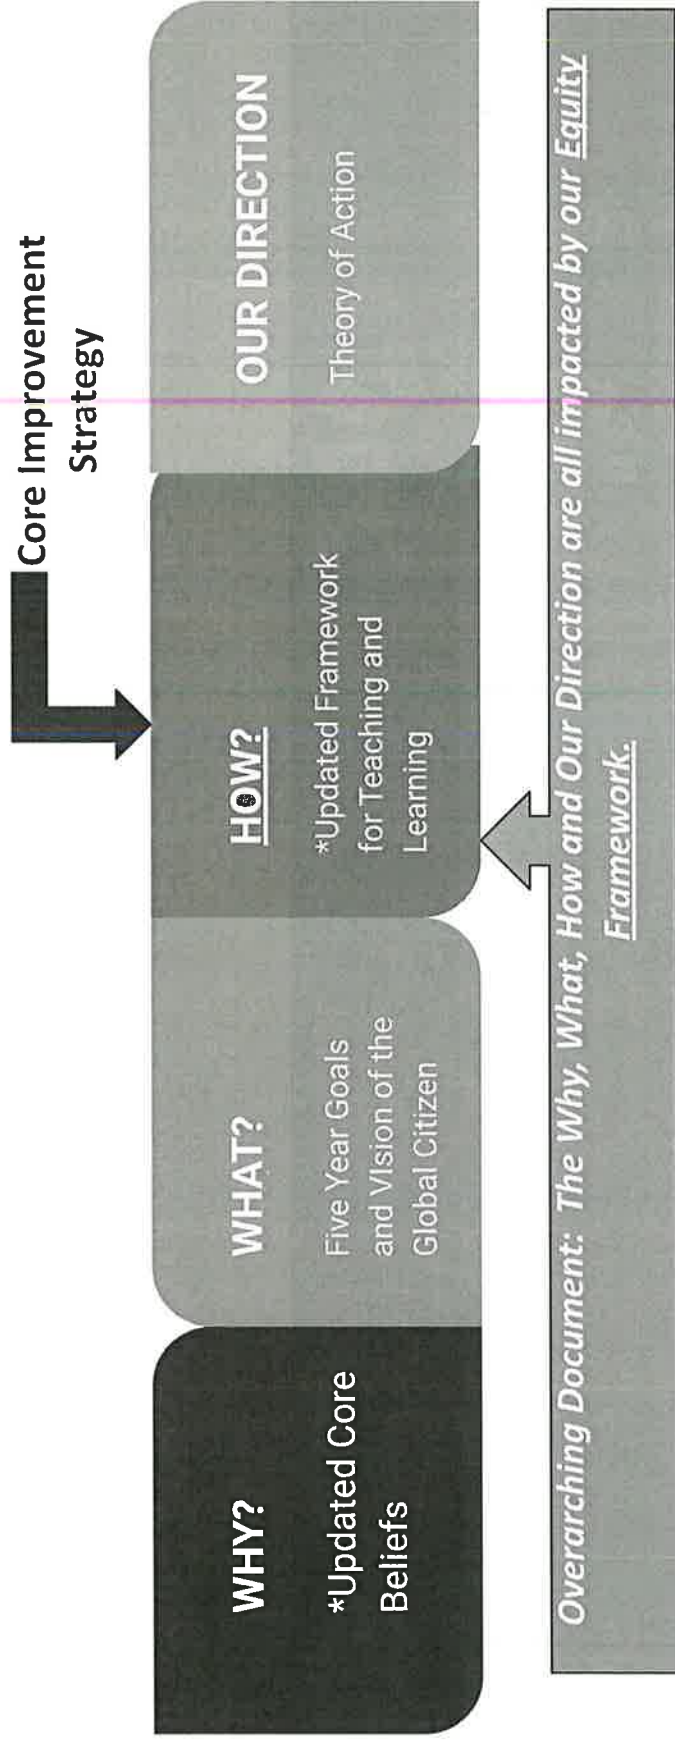 Core Improvement
Strategy
WHY?
*Updated Core
Beliefs
WHAT?
Five Year Goals
and VIsion of the
Global Citizen
HOW?
*Updated Framework
for Teaching and
Learning
OUR DIRECTION
Theory of Action
Overarching Document:  The Why, What, How and Our Direction are all impacted by our Equity
Framework.